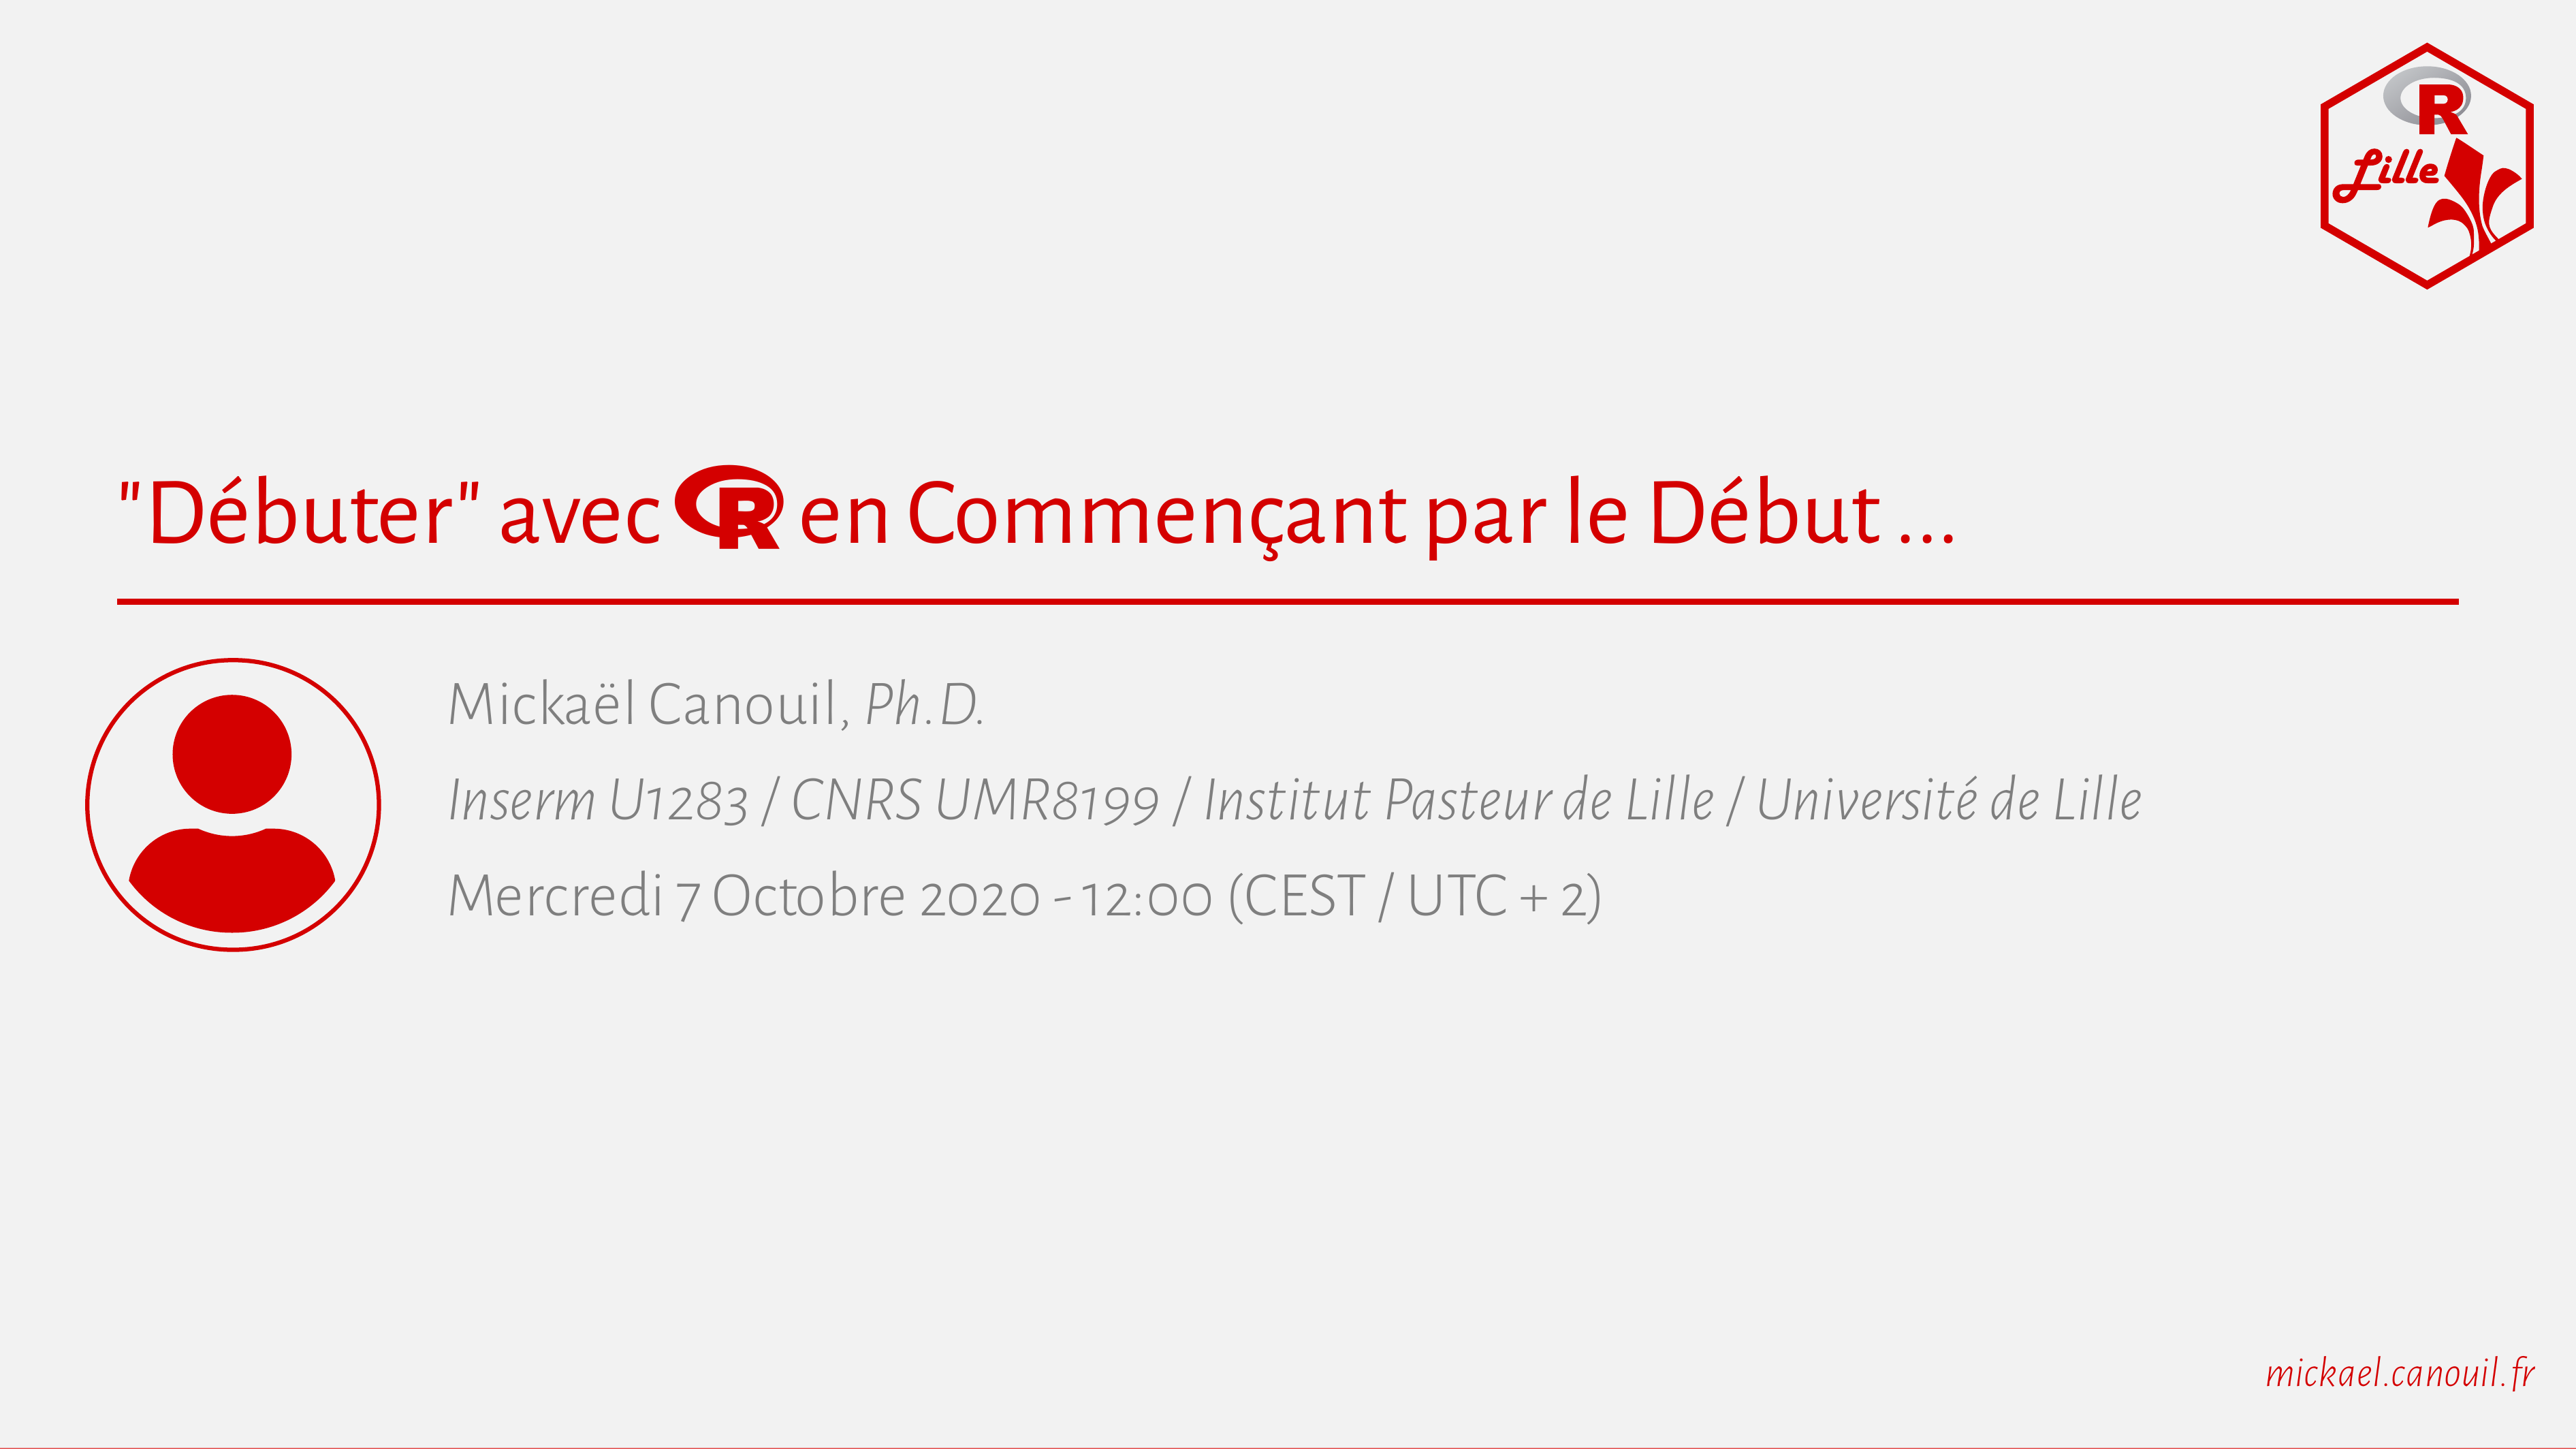 R
Lille
"Débuter" avec R en Commençant par le Début ...
Mickaël Canouil, Ph.D.
Inserm U1283 / CNRS UMR8199 / Institut Pasteur de Lille / Université de Lille
Mercredi 7 Octobre 2020 - 12:00 (CEST / UTC + 2)
mickael.canouil.fr